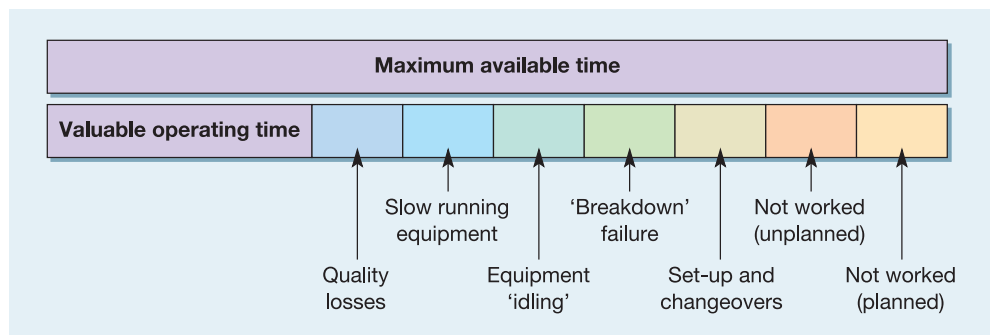 Maximum available time
Valuable operating time
Slow running
equipment
‘Breakdown’
failure
Not worked
(unplanned)
Quality
losses
Equipment
‘idling’
Set-up and
changeovers
Not worked
(planned)